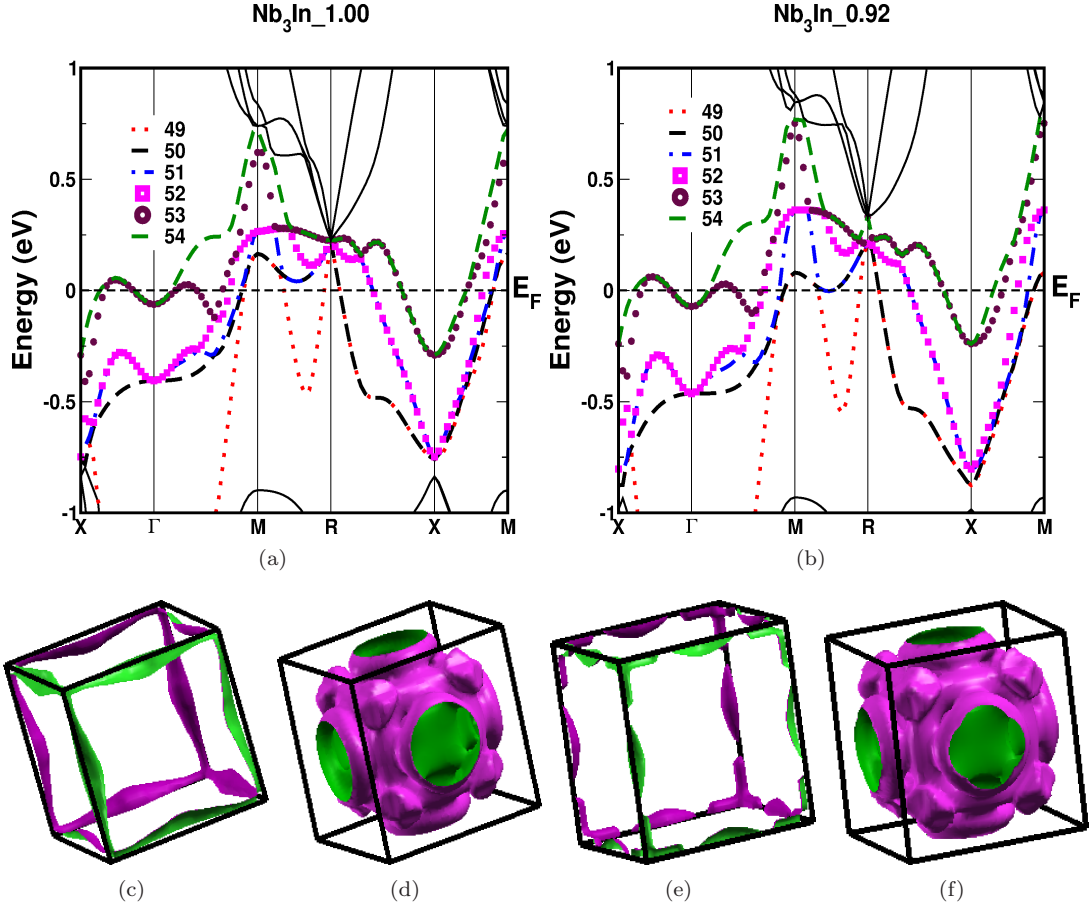 Nb3In_1.00
Nb3In_0.92
Energy (eV)
1
0.5
0
-0.5
-1
49
50
51
52
53
54
X Γ M R X M
EF
(a)
Energy (eV)
1
0.5
0
-0.5
-1
49
50
51
52
53
54
X Γ M R X M
EF
(b)
(c)
(d)
(e)
(f)